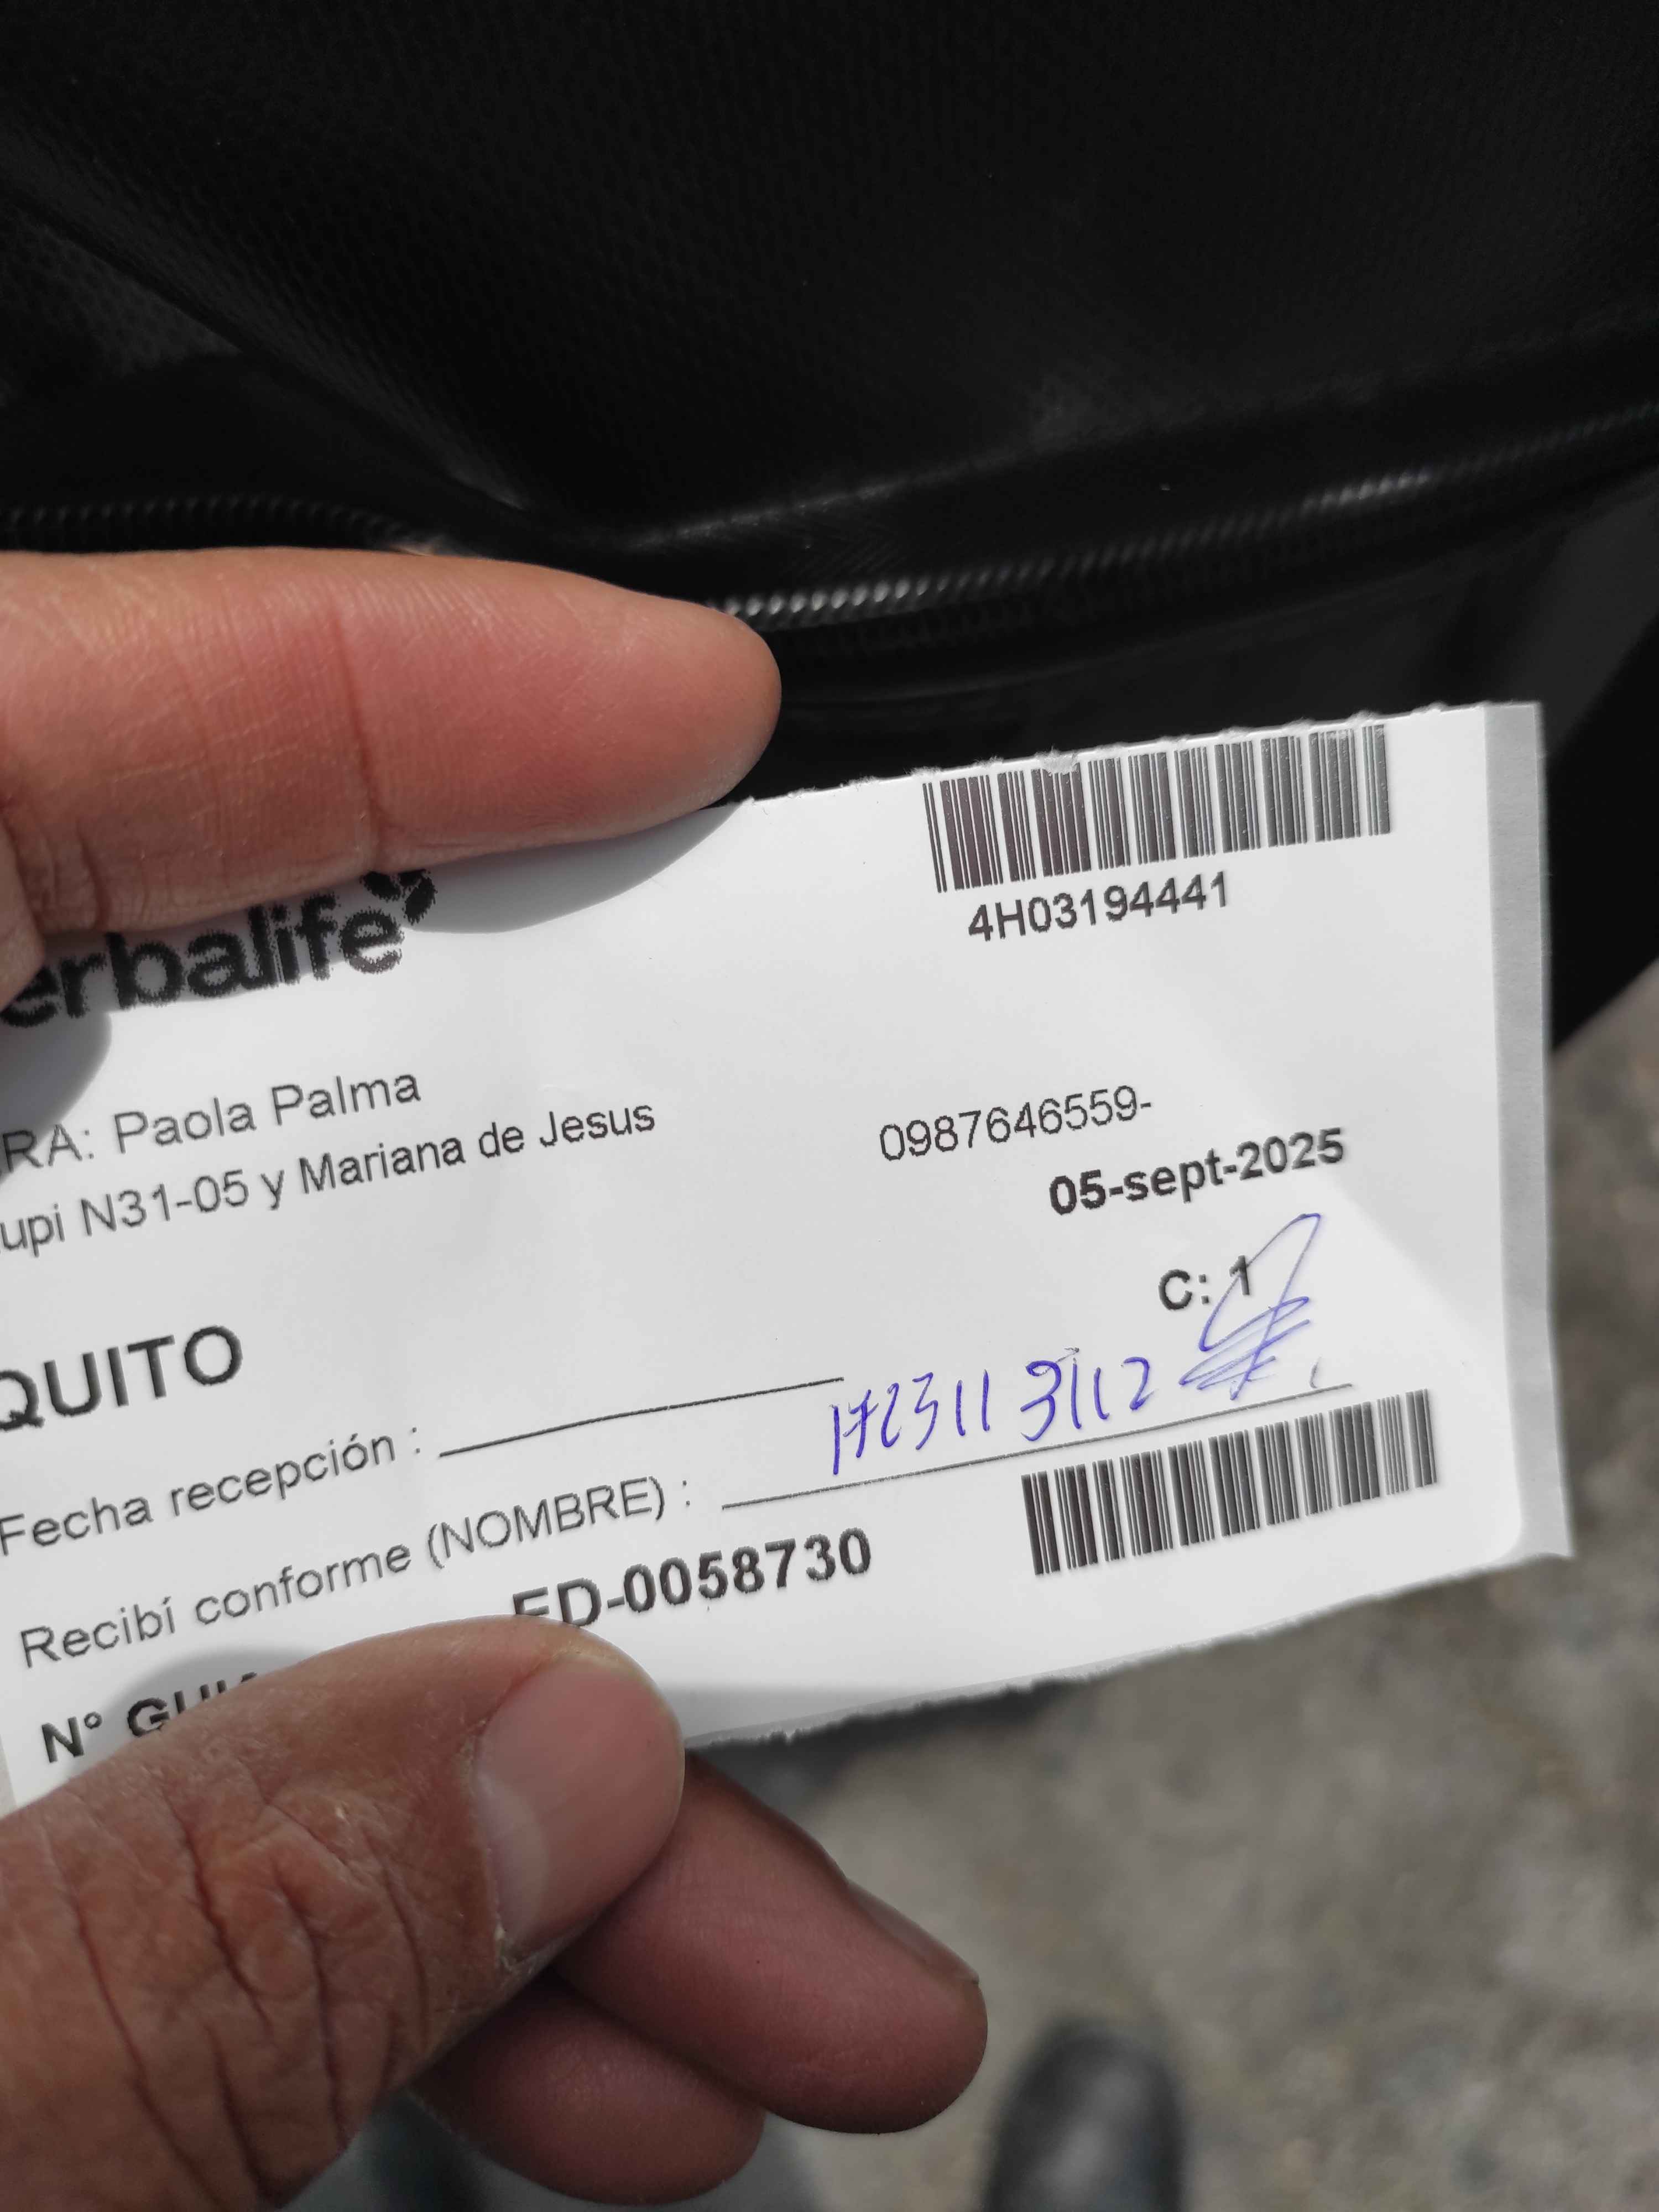 erbalife
4H03194441
RA: Paola Palma
upi N31-05 y Mariana de Jesus
0987646559-
05-sept-2025
C: 1
QUITO
Fecha recepción :
1723113112
Recibí conforme (NOMBRE) :
N° GUIA
ED-0058730